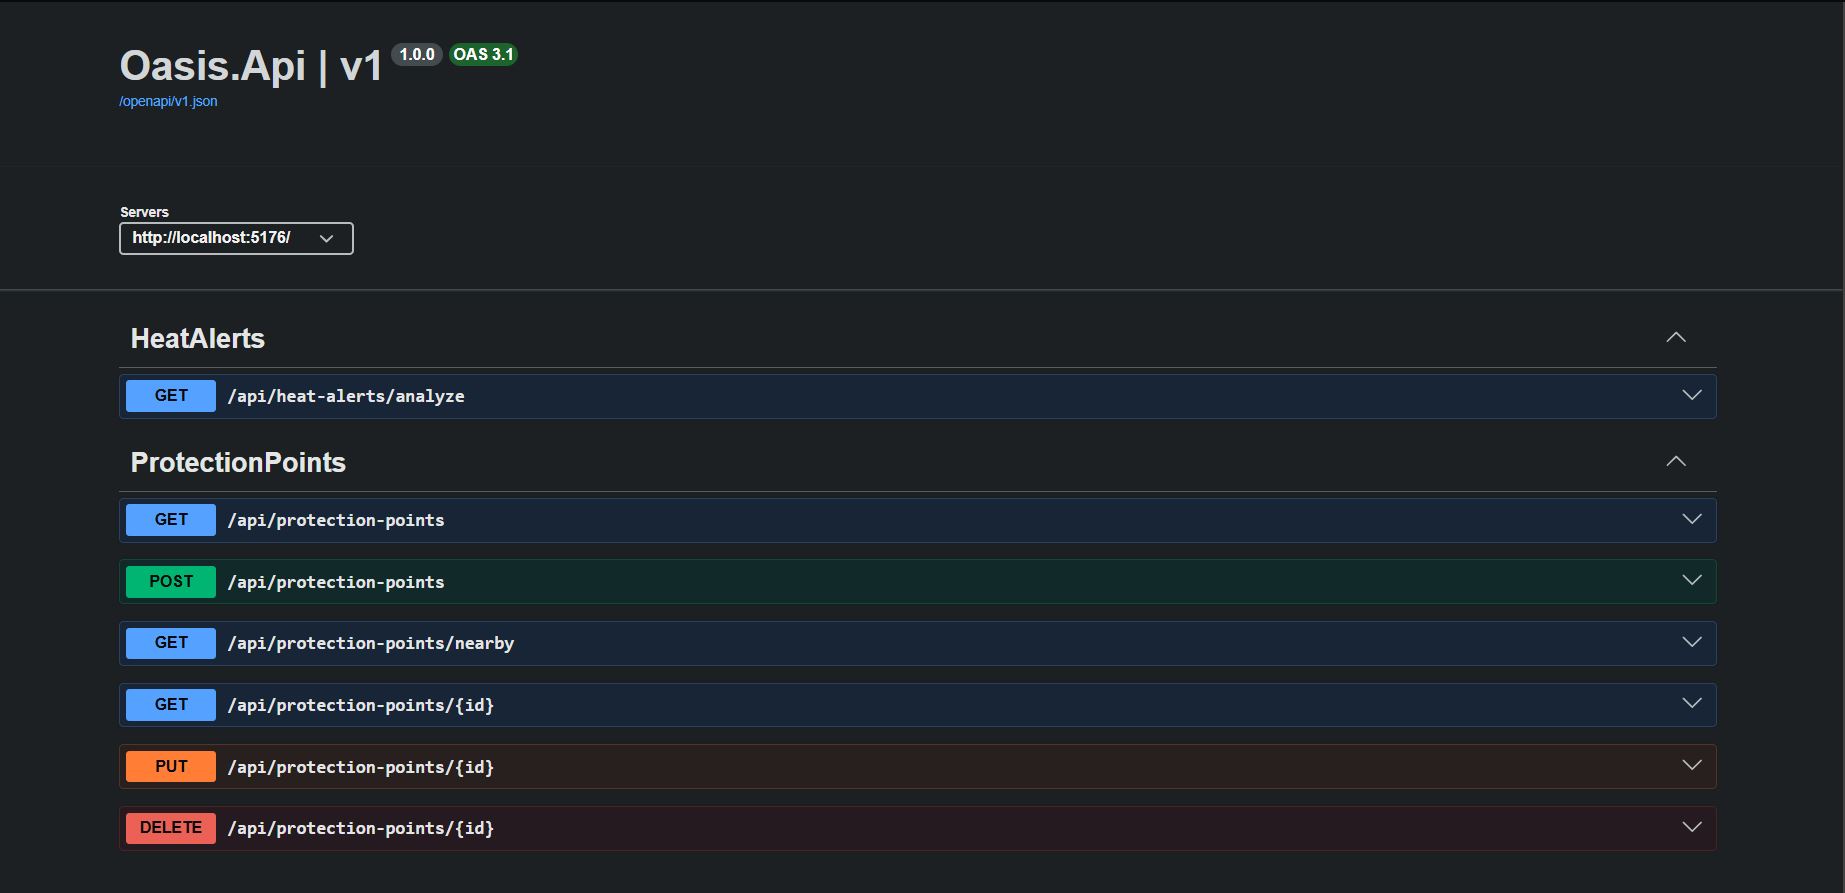 Oasis.Api | v1 1.0.0 OAS 3.1
/openapi/v1.json
Servers
http://localhost:5176/
HeatAlerts
GET /api/heat-alerts/analyze
ProtectionPoints
GET /api/protection-points
POST /api/protection-points
GET /api/protection-points/nearby
GET /api/protection-points/{id}
PUT /api/protection-points/{id}
DELETE /api/protection-points/{id}